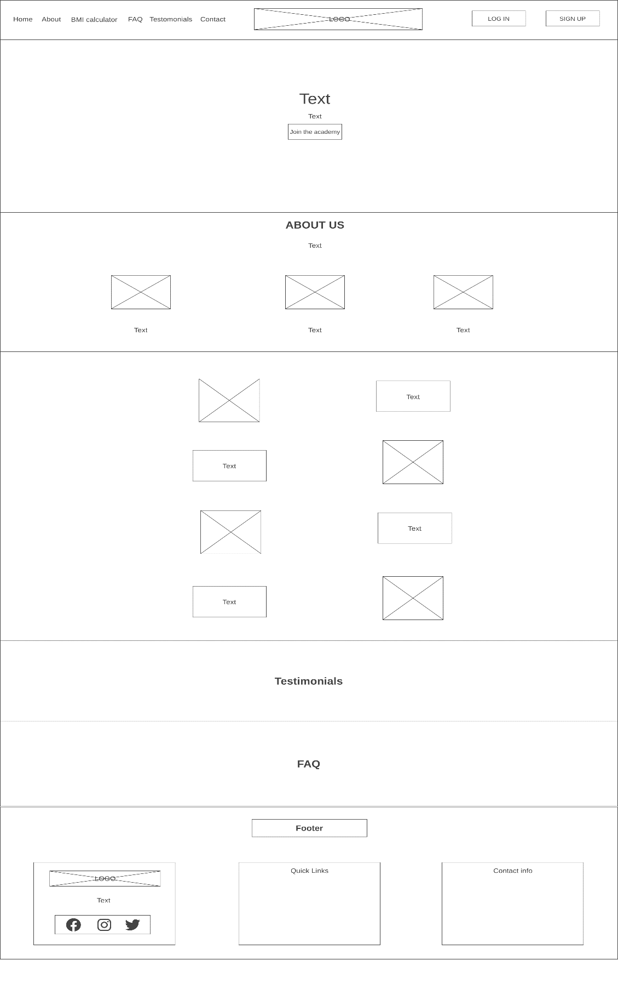 Home About BMI calculator FAQ Testomonials Contact LOGO LOG IN SIGN UP
Text
Text
Join the academy
ABOUT US
Text
Text Text Text
Text
Text
Text
Text
Testimonials
FAQ
Footer
LOGO
Text
Quick Links
Contact info